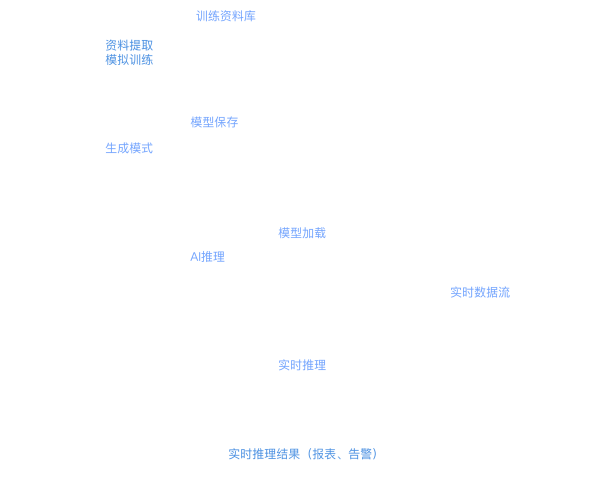 训练资料库
资料提取
模拟训练
模型保存
生成模式
模型加载
AI推理
实时数据流
实时推理
实时推理结果（报表、告警）